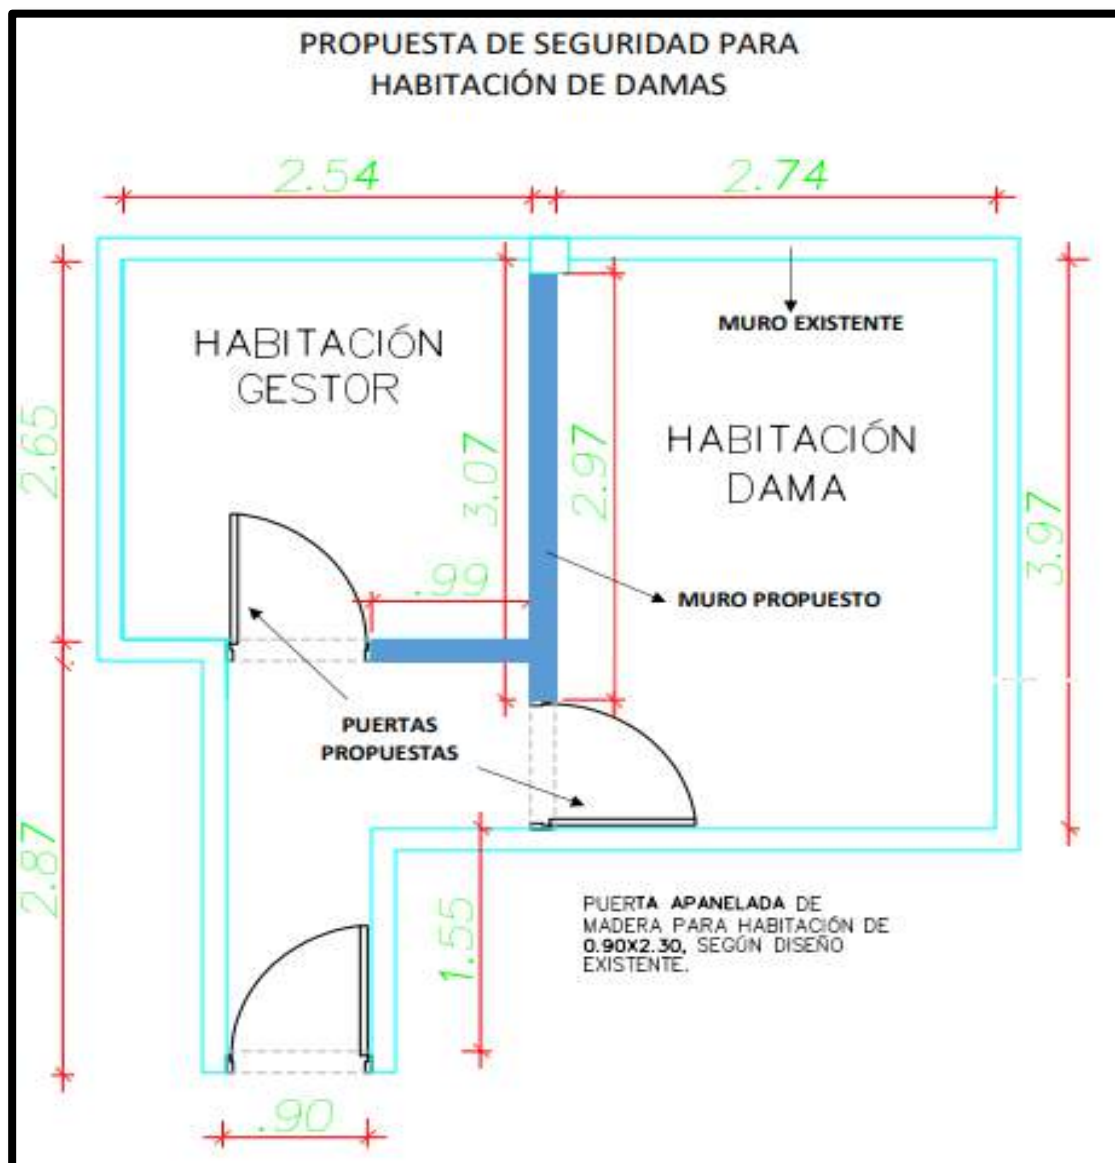 PROPUESTA DE SEGURIDAD PARA
HABITACIÓN DE DAMAS
2.54
2.74
MURO EXISTENTE
HABITACIÓN
GESTOR
2.65
3.07
2.97
HABITACIÓN
DAMA
3.97
.99
MURO PROPUESTO
PUERTAS
PROPUESTAS
2.87
1.55
PUERTA APANELADA DE
MADERA PARA HABITACIÓN DE
0.90X2.30, SEGÚN DISEÑO
EXISTENTE.
.90